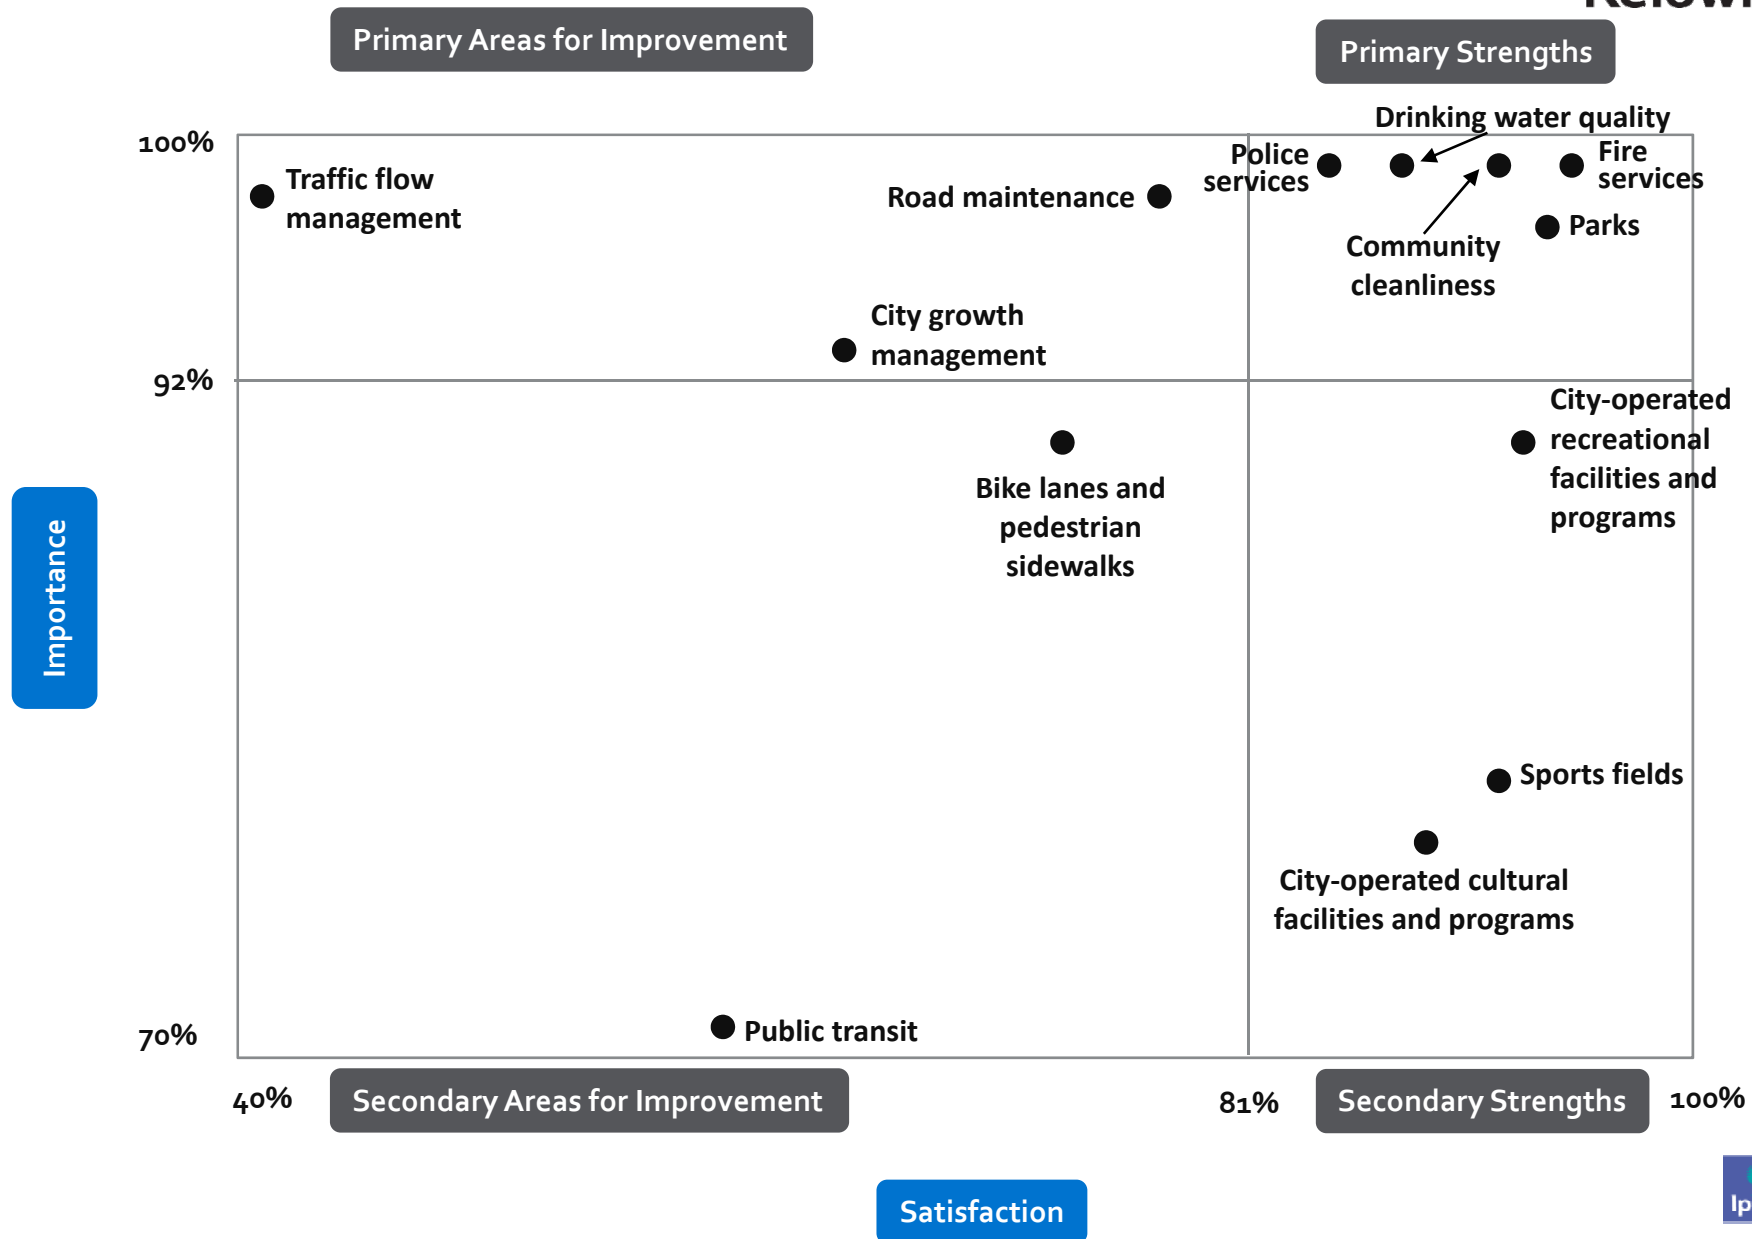 Primary Areas for Improvement
Primary Strengths
Drinking water quality
100%
Traffic flow
management
Road maintenance
Police
services
Fire
services
Parks
Community
cleanliness
City growth
management
92%
City-operated
recreational
facilities and
programs
Bike lanes and
pedestrian
sidewalks
Importance
Sports fields
City-operated cultural
facilities and programs
Public transit
70%
40%
Secondary Areas for Improvement
81%
Secondary Strengths
100%
Satisfaction